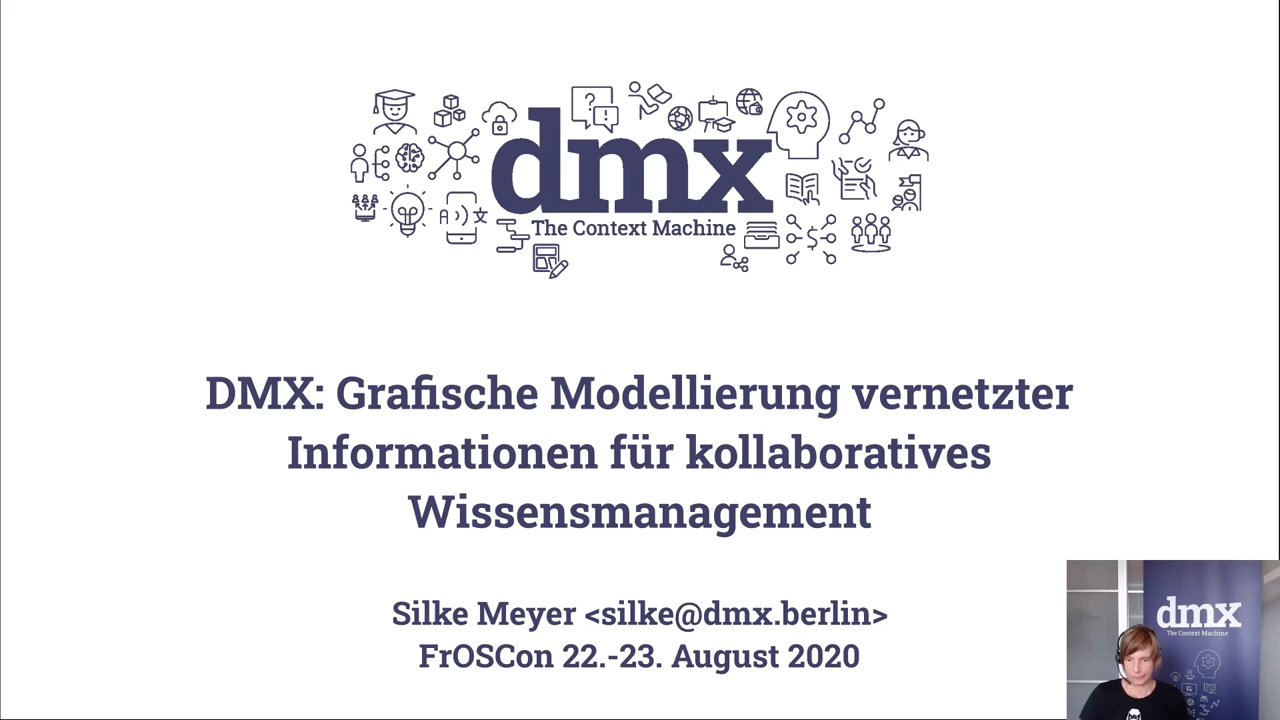 dmx
The Context Machine
DMX: Grafische Modellierung vernetzter
Informationen für kollaboratives
Wissensmanagement
Silke Meyer <silke@dmx.berlin>
FrOSCon 22.-23. August 2020
dmx
The Context Machine